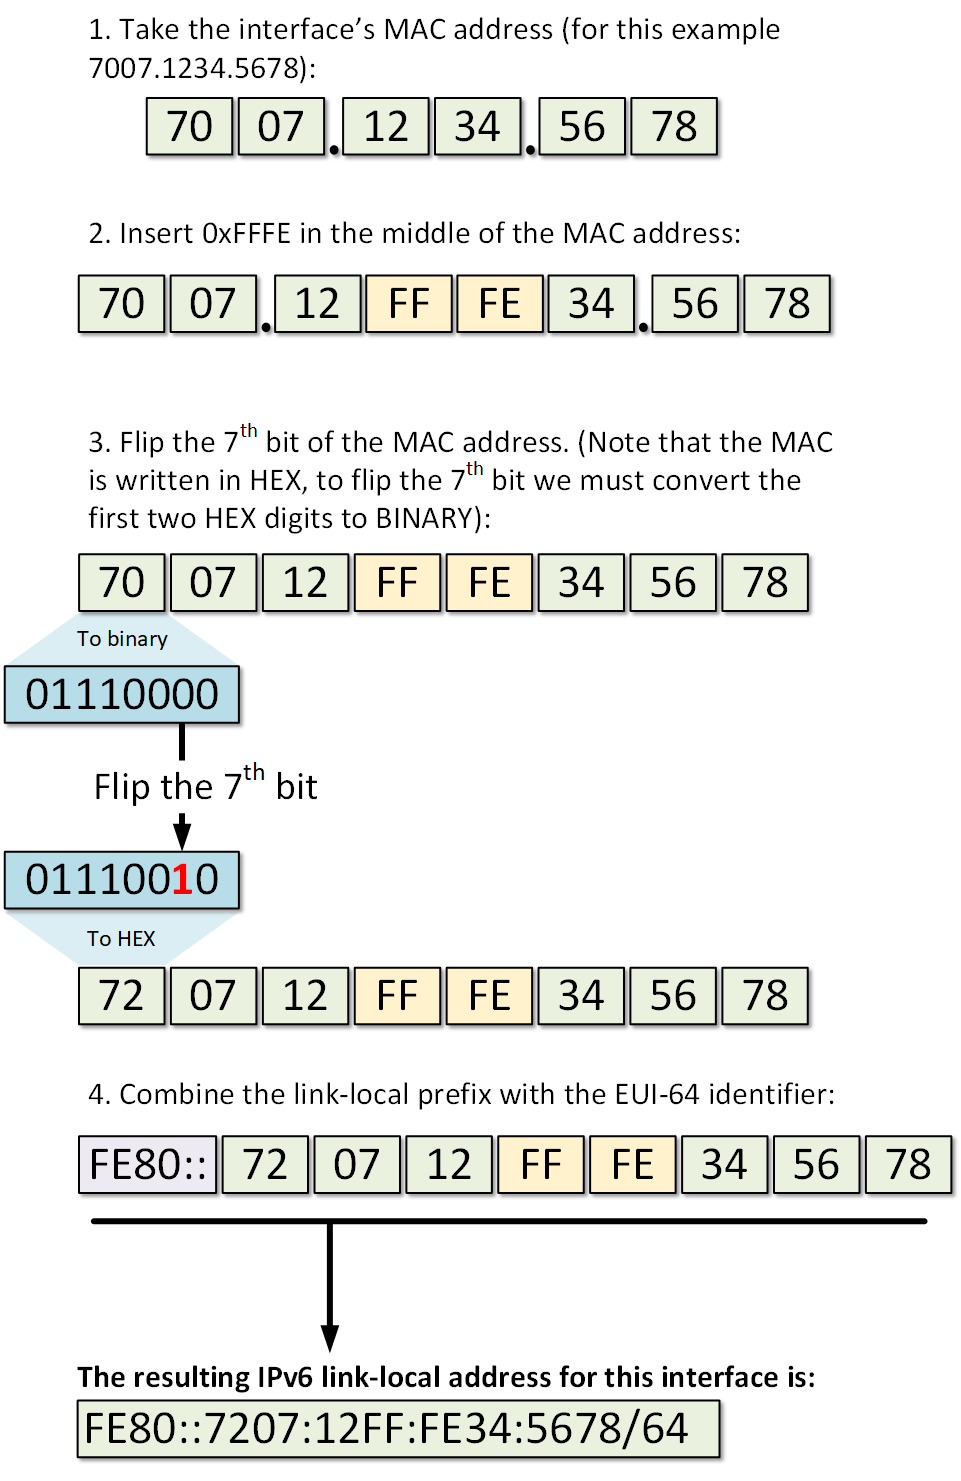 1. Take the interface’s MAC address (for this example
7007.1234.5678):
70 07 . 12 34 . 56 78
2. Insert 0xFFFE in the middle of the MAC address:
70 07 . 12 FF FE 34 . 56 78
3. Flip the 7th bit of the MAC address. (Note that the MAC
is written in HEX, to flip the 7th bit we must convert the
first two HEX digits to BINARY):
70 07 12 FF FE 34 56 78
To binary
01110000
Flip the 7th bit
01110010
To HEX
72 07 12 FF FE 34 56 78
4. Combine the link-local prefix with the EUI-64 identifier:
FE80:: 72 07 12 FF FE 34 56 78
The resulting IPv6 link-local address for this interface is:
FE80::7207:12FF:FE34:5678/64